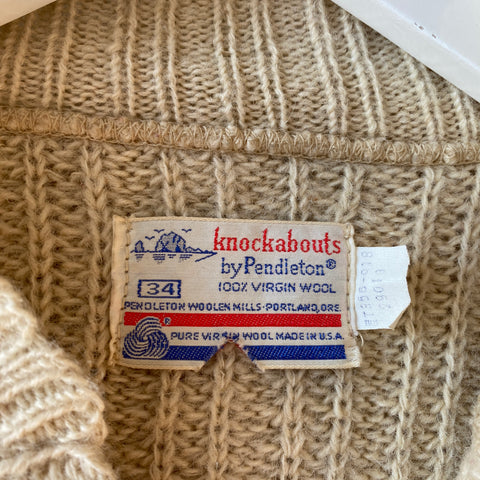 knockabouts
by Pendleton®
34
100% VIRGIN WOOL
PENDLETON WOOLEN MILLS·PORTLAND, ORE.
PURE VIRGIN WOOL MADE IN U.S.A.